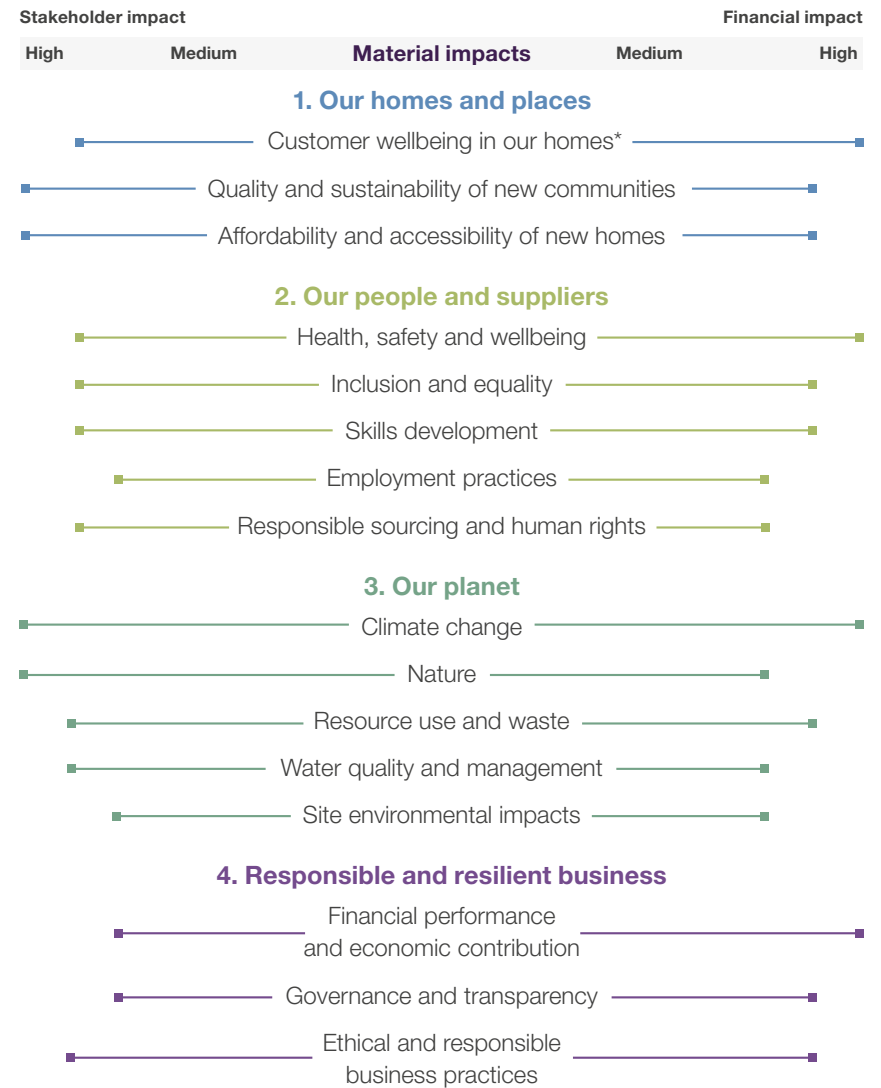 Stakeholder impact Financial impact
High Medium Material impacts Medium High
1. Our homes and places
Customer wellbeing in our homes*
Quality and sustainability of new communities
Affordability and accessibility of new homes
2. Our people and suppliers
Health, safety and wellbeing
Inclusion and equality
Skills development
Employment practices
Responsible sourcing and human rights
3. Our planet
Climate change
Nature
Resource use and waste
Water quality and management
Site environmental impacts
4. Responsible and resilient business
Financial performance
and economic contribution
Governance and transparency
Ethical and responsible
business practices